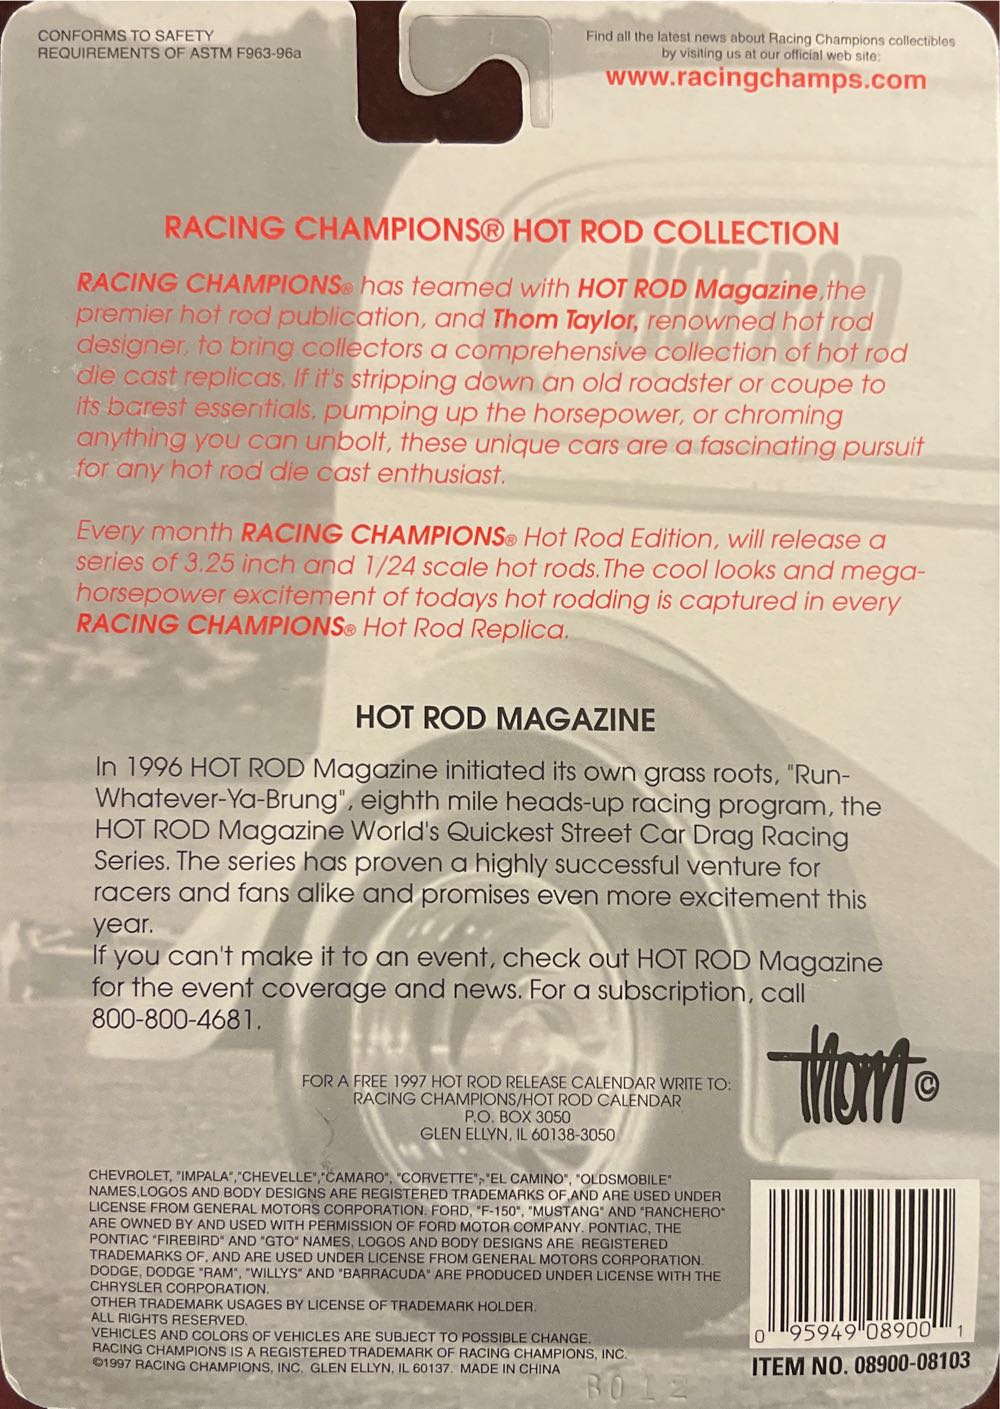 CONFORMS TO SAFETY
REQUIREMENTS OF ASTM F963-96a
Find all the latest news about Racing Champions collectibles
by visiting us at our official web site:
www.racingchamps.com
HOT ROD
RACING CHAMPIONS® HOT ROD COLLECTION
RACING CHAMPIONS® has teamed with HOT ROD Magazine,the
premier hot rod publication, and Thom Taylor, renowned hot rod
designer, to bring collectors a comprehensive collection of hot rod
die cast replicas. If it's stripping down an old roadster or coupe to
its barest essentials, pumping up the horsepower, or chroming
anything you can unbolt, these unique cars are a fascinating pursuit
for any hot rod die cast enthusiast.
Every month RACING CHAMPIONS® Hot Rod Edition, will release a
series of 3.25 inch and 1/24 scale hot rods. The cool looks and mega-
horsepower excitement of todays hot rodding is captured in every
RACING CHAMPIONS® Hot Rod Replica.
HOT ROD MAGAZINE
In 1996 HOT ROD Magazine initiated its own grass roots, "Run-
Whatever-Ya-Brung", eighth mile heads-up racing program, the
HOT ROD Magazine World's Quickest Street Car Drag Racing
Series. The series has proven a highly successful venture for
racers and fans alike and promises even more excitement this
year.
If you can't make it to an event, check out HOT ROD Magazine
for the event coverage and news. For a subscription, call
800-800-4681.
Thom ©
FOR A FREE 1997 HOT ROD RELEASE CALENDAR WRITE TO:
RACING CHAMPIONS/HOT ROD CALENDAR
P.O. BOX 3050
GLEN ELLYN, IL 60138-3050
CHEVROLET, "IMPALA","CHEVELLE","CAMARO", "CORVETTE", "EL CAMINO", "OLDSMOBILE"
NAMES,LOGOS AND BODY DESIGNS ARE REGISTERED TRADEMARKS OF,AND ARE USED UNDER
LICENSE FROM GENERAL MOTORS CORPORATION. FORD, "F-150", "MUSTANG" AND "RANCHERO"
ARE OWNED BY AND USED WITH PERMISSION OF FORD MOTOR COMPANY. PONTIAC, THE
PONTIAC "FIREBIRD" AND "GTO" NAMES, LOGOS AND BODY DESIGNS ARE REGISTERED
TRADEMARKS OF, AND ARE USED UNDER LICENSE FROM GENERAL MOTORS CORPORATION.
DODGE, DODGE "RAM", "WILLYS" AND "BARRACUDA" ARE PRODUCED UNDER LICENSE WITH THE
CHRYSLER CORPORATION.
OTHER TRADEMARK USAGES BY LICENSE OF TRADEMARK HOLDER.
ALL RIGHTS RESERVED.
VEHICLES AND COLORS OF VEHICLES ARE SUBJECT TO POSSIBLE CHANGE.
RACING CHAMPIONS IS A REGISTERED TRADEMARK OF RACING CHAMPIONS, INC.
©1997 RACING CHAMPIONS, INC. GLEN ELLYN, IL 60137. MADE IN CHINA
0 95949 08900 1
ITEM NO. 08900-08103